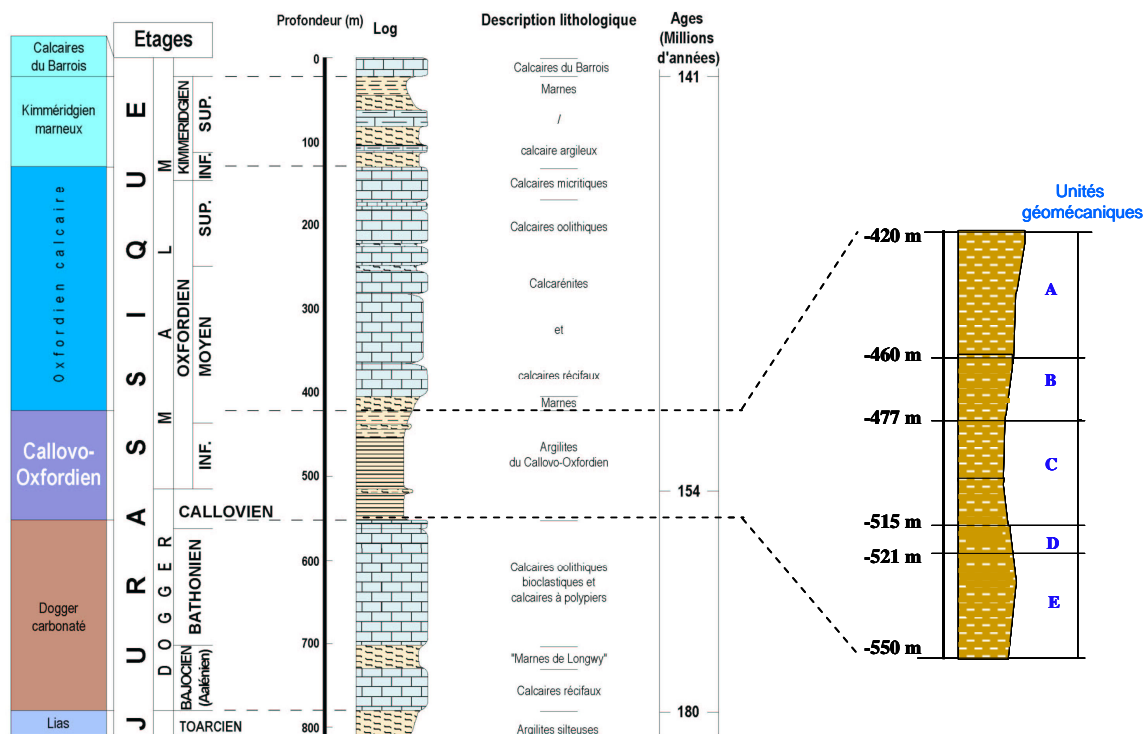 Calcaires
du Barrois
Kimméridgien
marneux
Oxfordien calcaire
Callovo-
Oxfordien
Dogger
carbonaté
Lias
Etages
JURASSIQUE
MALM
DOGGER
KIMMERIDGIEN
SUP.
INF.
OXFORDIEN
SUP.
MOYEN
INF.
CALLOVIEN
BATHONIEN
BAJOCIEN
(Aalénien)
TOARCIEN
Profondeur (m)
Log
0
100
200
300
400
500
600
700
800
Description lithologique
Calcaires du Barrois
Marnes
/
calcaire argileux
Calcaires micritiques
Calcaires oolithiques
Calcarénites
et
calcaires récifaux
Marnes
Argilites
du Callovo-Oxfordien
Calcaires oolithiques
bioclastiques et
calcaires à polypiers
"Marnes de Longwy"
Calcaires récifaux
Argilites silteuses
Ages
(Millions
d'années)
141
154
180
Unités
géomécaniques
-420 m
A
-460 m
B
-477 m
C
-515 m
D
-521 m
E
-550 m